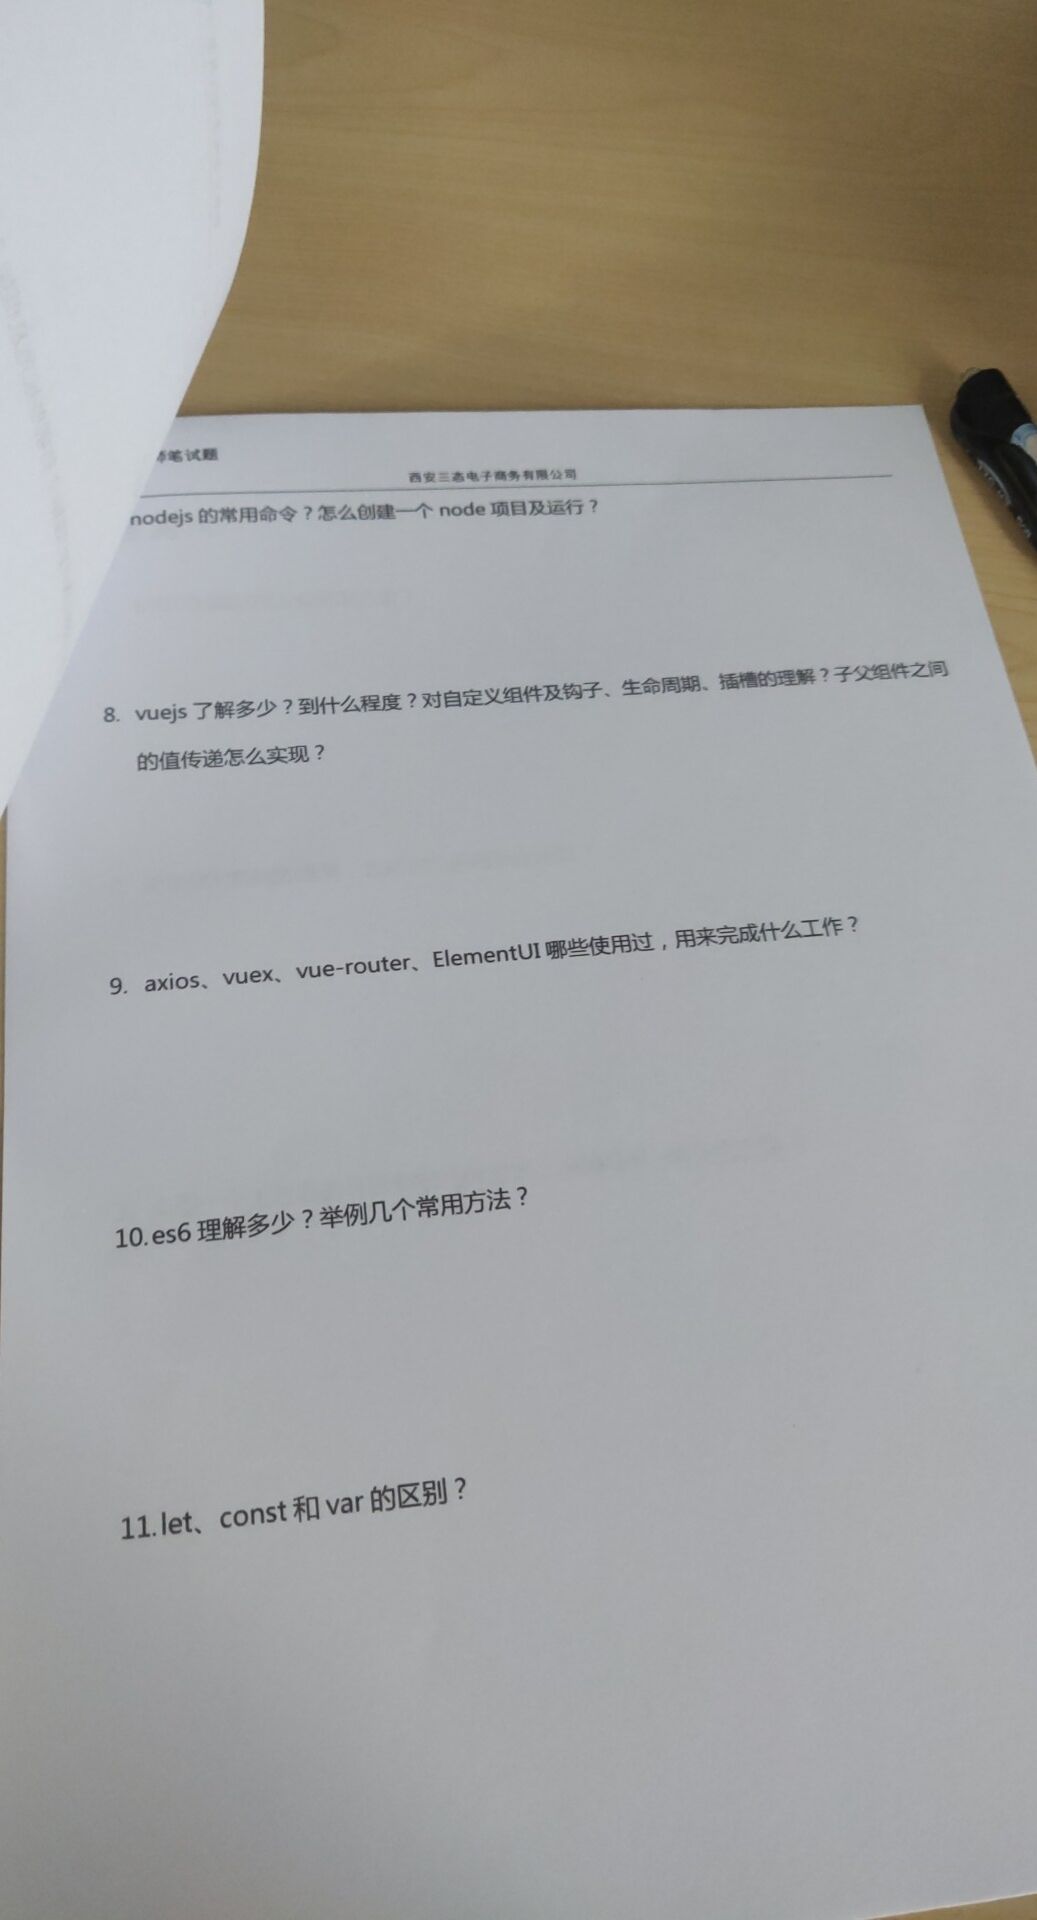 师笔试题
西安三态电子商务有限公司
nodejs 的常用命令？怎么创建一个 node 项目及运行？
8. vuejs 了解多少？到什么程度？对自定义组件及钩子、生命周期、插槽的理解？子父组件之间
的值传递怎么实现？
9. axios、vuex、vue-router、ElementUI 哪些使用过，用来完成什么工作？
10.es6 理解多少？举例几个常用方法？
11.let、const 和 var 的区别？